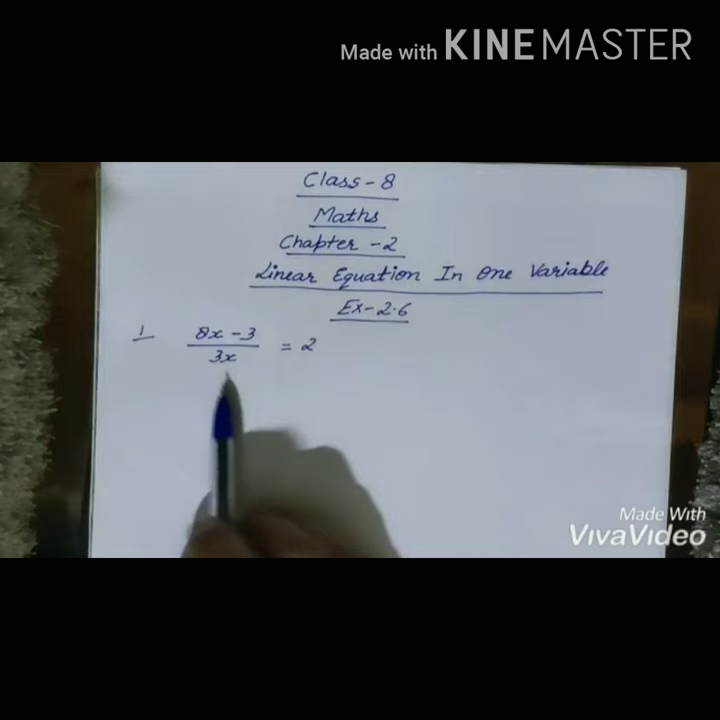 Made with KINEMASTER
Class-8
Maths
Chapter -2
Linear Equation In One Variable
Ex-2.6
1 8x-3
3x
= 2
Made With
VivaVideo